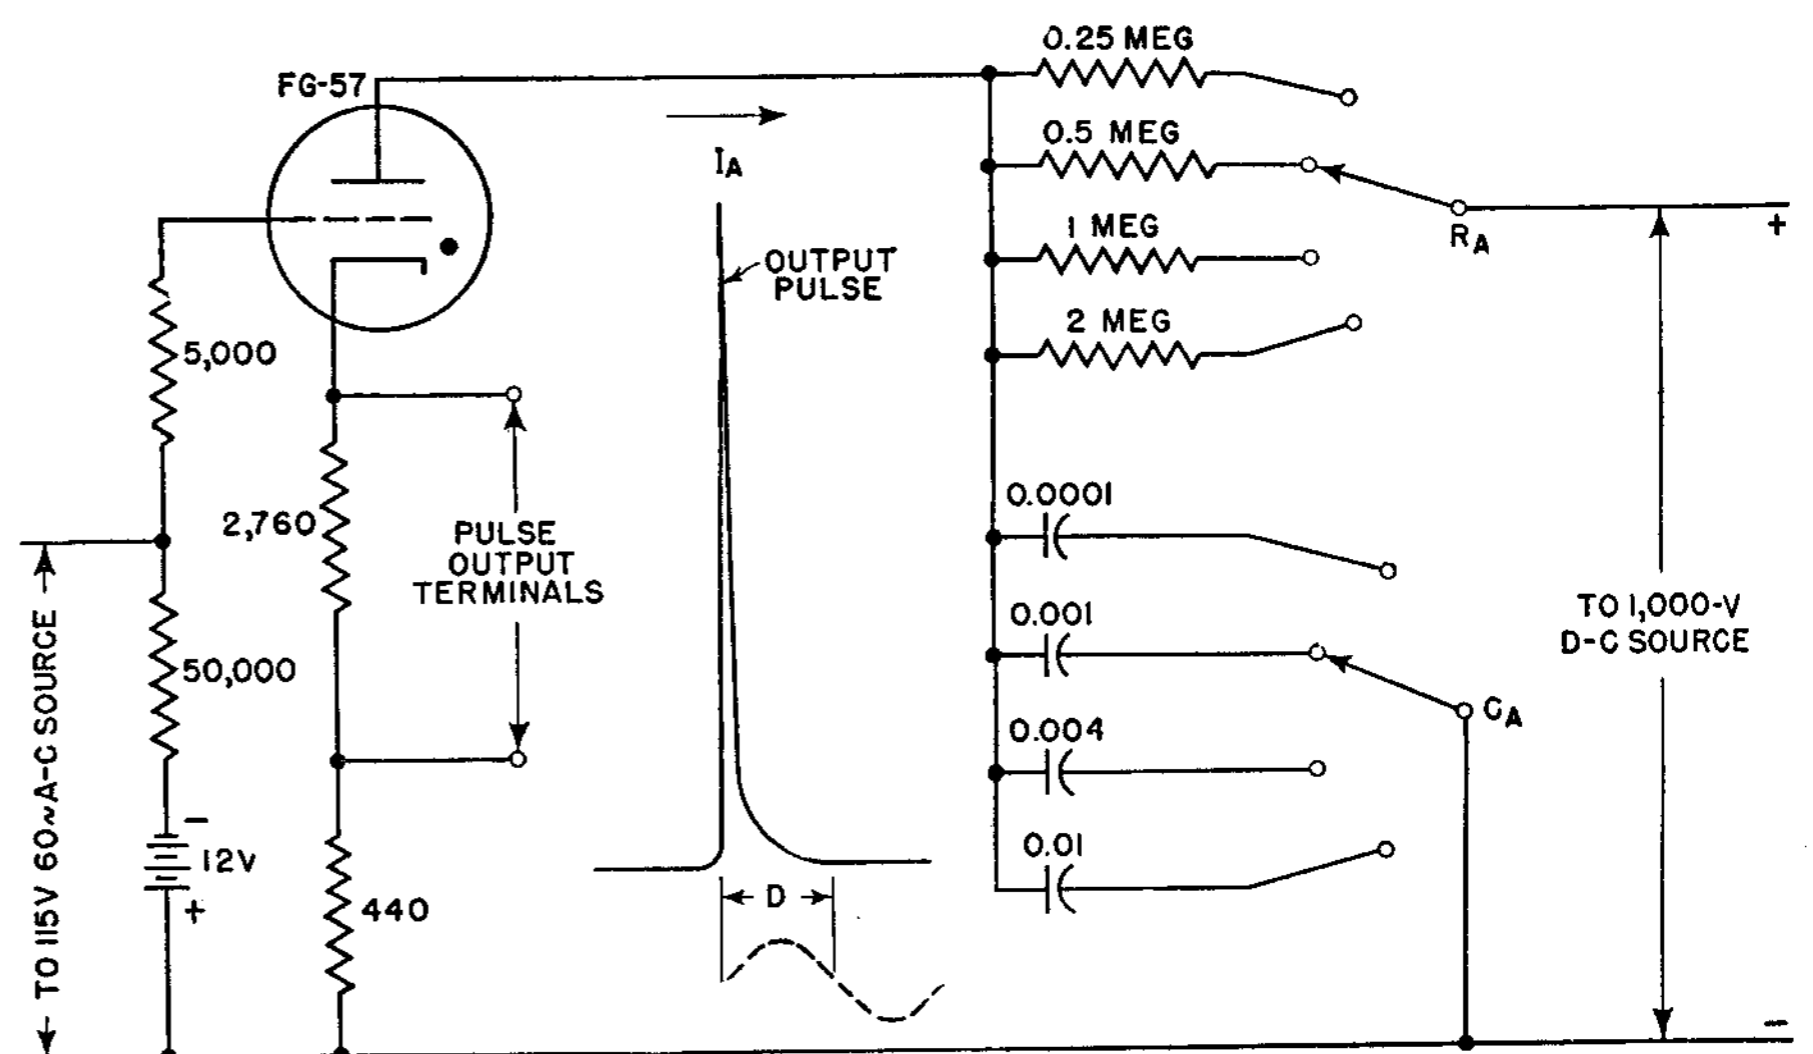 FG-57
0.25 MEG
0.5 MEG
IA
1 MEG
RA
+
OUTPUT
PULSE
2 MEG
5,000
0.0001
2,760
PULSE
OUTPUT
TERMINALS
TO 1,000-V
D-C SOURCE
0.001
50,000
CA
0.004
TO 115V 60~A-C SOURCE
-
12V
+
0.01
D
440
-